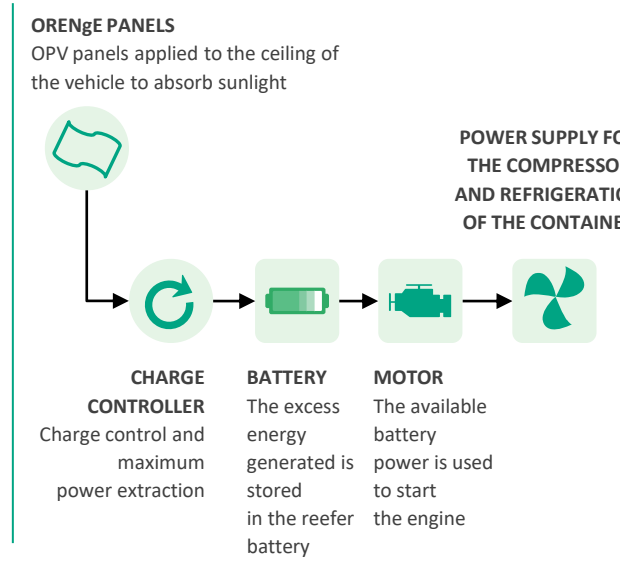 ORENgE PANELS
OPV panels applied to the ceiling of
the vehicle to absorb sunlight
POWER SUPPLY FO
THE COMPRESSO
AND REFRIGERATIO
OF THE CONTAINE
CHARGE
CONTROLLER
Charge control and
maximum
power extraction
BATTERY
The excess
energy
generated is
stored
in the reefer
battery
MOTOR
The available
battery
power is used
to start
the engine